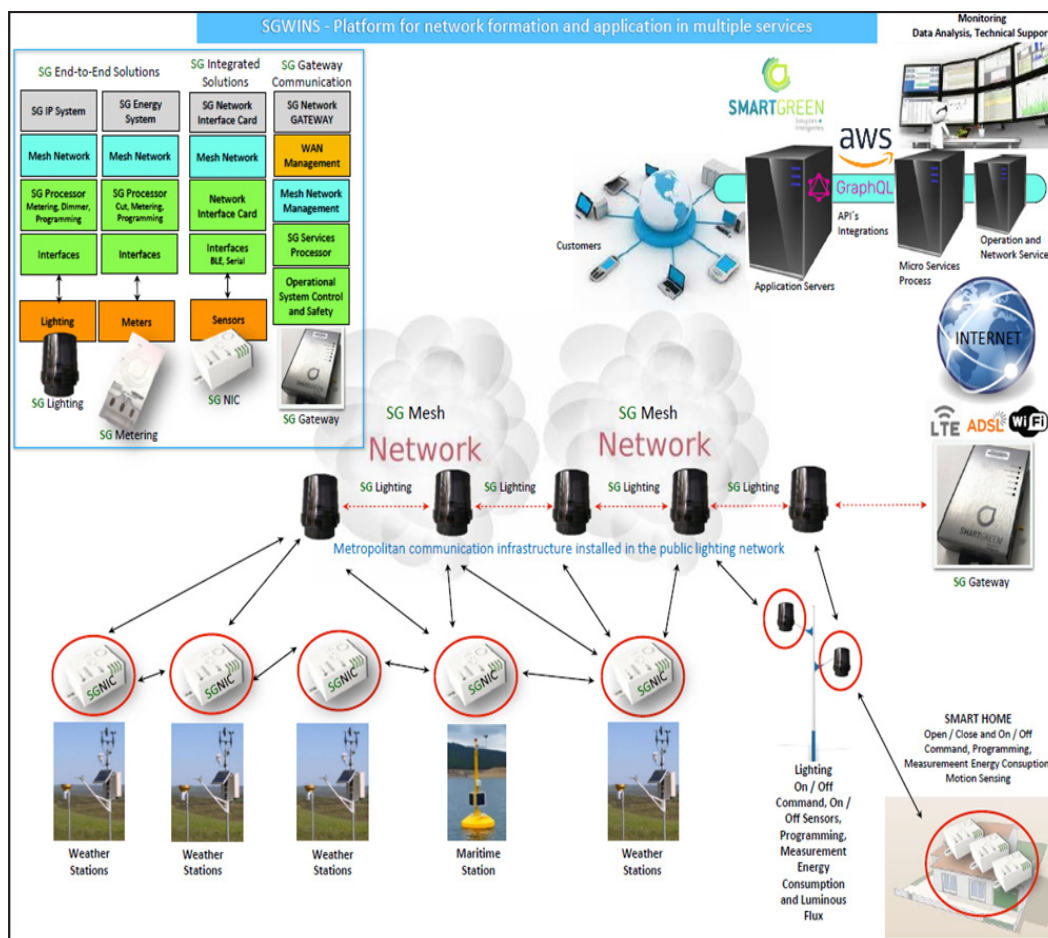 SGWINS - Platform for network formation and application in multiple services
Monitoring
Data Analysis, Technical Support
SG End-to-End Solutions
SG Integrated
Solutions
SG Gateway
Communication
SG IP System
SG Energy
System
SG Network
Interface Card
SG Network
GATEWAY
Mesh Network
Mesh Network
Mesh Network
WAN
Management
SG Processor
Metering, Dimmer,
Programming
SG Processor
Cut, Metering,
Programming
Network
Interface Card
Mesh Network
Management
SG Services
Processor
Interfaces
Interfaces
Interfaces
BLE, Serial
Operational
System Control
and Safety
Lighting
Meters
Sensors
SG Lighting
SG Metering
SG NIC
SG Gateway
SMARTGREEN
Soluções
Inteligentes
aws
GraphQL
API´s
Integrations
Customers
Application Servers
Micro Services
Process
Operation and
Network Service
INTERNET
LTE ADSL WiFi
SMARTGREEN
SG Gateway
SG Mesh
Network
SG Mesh
Network
SG Lighting
SG Lighting
SG Lighting
SG Lighting
Metropolitan communication infrastructure installed in the public lighting network
SGNIC
SGNIC
SGNIC
SGNIC
SGNIC
Weather
Stations
Weather
Stations
Weather
Stations
Maritime
Station
Weather
Stations
Lighting
On / Off
Command, On /
Off Sensors,
Programming,
Measurement
Energy
Consumption
and Luminous
Flux
SMART HOME
Open / Close and On / Off
Command, Programming,
Measuremeent Energy Consuption
Motion Sensing